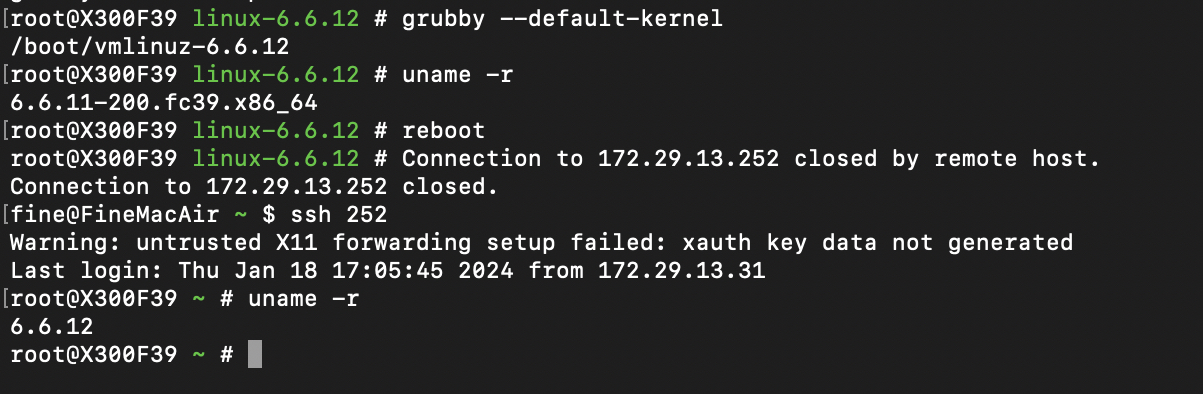 [root@X300F39 linux-6.6.12 # grubby --default-kernel
/boot/vmlinuz-6.6.12
[root@X300F39 linux-6.6.12 # uname -r
6.6.11-200.fc39.x86_64
[root@X300F39 linux-6.6.12 # reboot
root@X300F39 linux-6.6.12 # Connection to 172.29.13.252 closed by remote host.
Connection to 172.29.13.252 closed.
[fine@FineMacAir ~ $ ssh 252
Warning: untrusted X11 forwarding setup failed: xauth key data not generated
Last login: Thu Jan 18 17:05:45 2024 from 172.29.13.31
[root@X300F39 ~ # uname -r
6.6.12
root@X300F39 ~ #